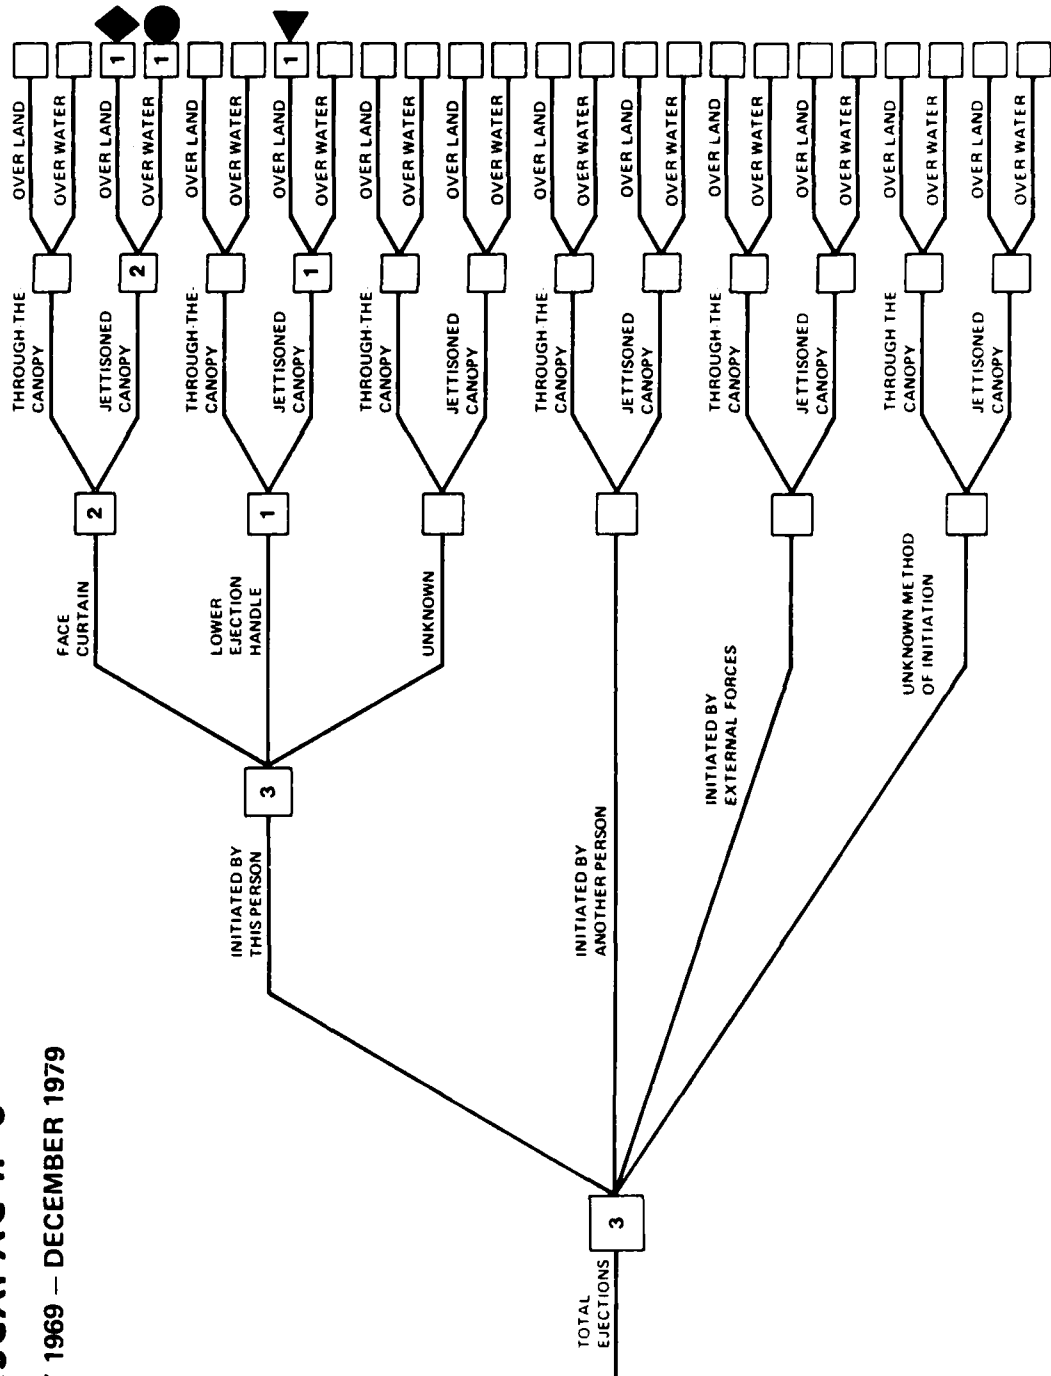 1969 – DECEMBER 1979
TOTAL
EJECTIONS
3
INITIATED BY
THIS PERSON
3
INITIATED BY
ANOTHER PERSON
INITIATED BY
EXTERNAL FORCES
UNKNOWN METHOD
OF INITIATION
FACE
CURTAIN
2
LOWER
EJECTION
HANDLE
1
UNKNOWN
THROUGH-THE
CANOPY
JETTISONED
CANOPY
2
THROUGH-THE-
CANOPY
JETTISONED
CANOPY
1
THROUGH-THE
CANOPY
JETTISONED
CANOPY
THROUGH-THE
CANOPY
JETTISONED
CANOPY
THROUGH-THE
CANOPY
JETTISONED
CANOPY
THROUGH THE
CANOPY
JETTISONED
CANOPY
OVER LAND
OVER WATER
OVER LAND
1
OVER WATER
1
OVER LAND
OVER WATER
OVER LAND
1
OVER WATER
OVER LAND
OVER WATER
OVER LAND
OVER WATER
OVER LAND
OVER WATER
OVER LAND
OVER WATER
OVER LAND
OVER WATER
OVER LAND
OVER WATER
OVER LAND
OVER WATER
OVER LAND
OVER WATER